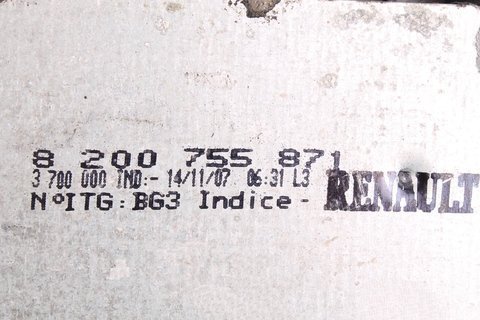 8 200 755 871
3 700 000 IND:- 14/11/07 06:31 L3
N°ITG:BG3 Indice - RENAULT